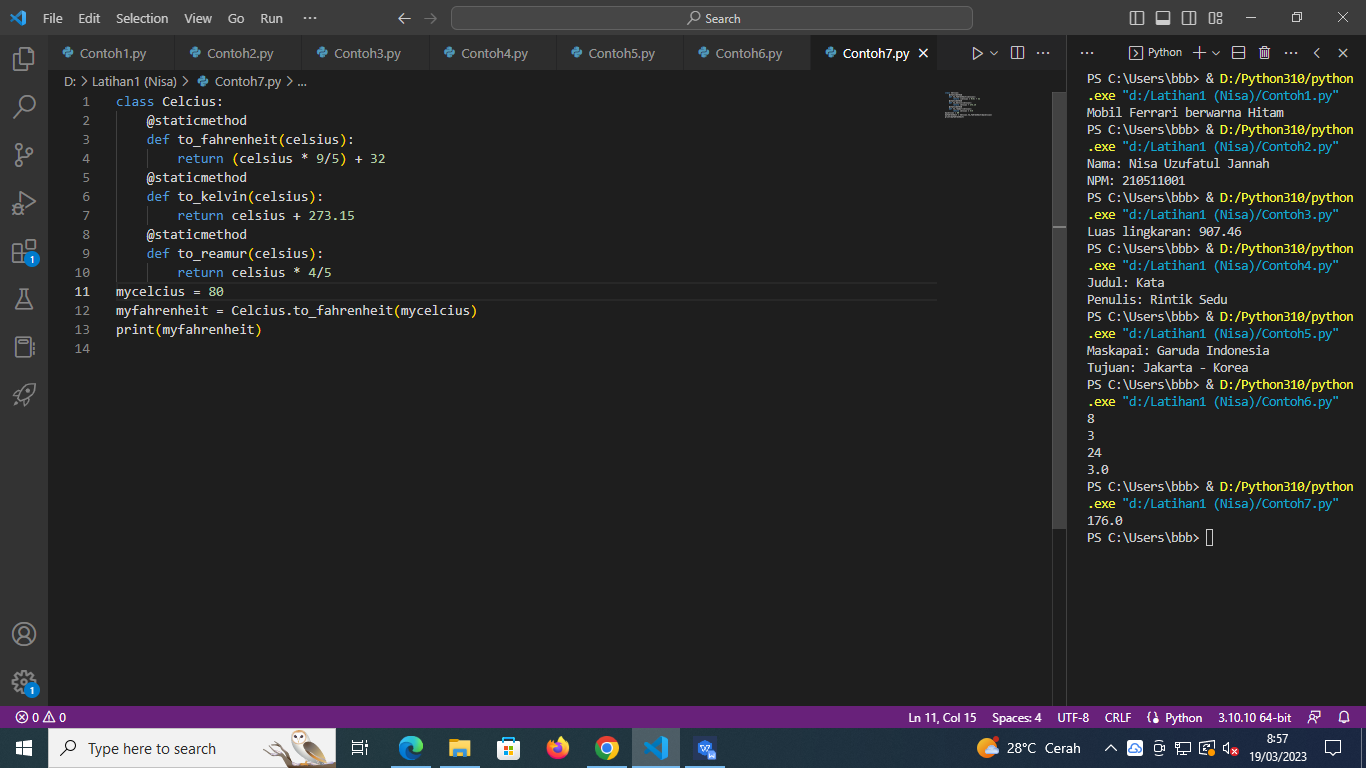 File Edit Selection View Go Run ··· Search
Contoh1.py Contoh2.py Contoh3.py Contoh4.py Contoh5.py Contoh6.py Contoh7.py
D: > Latihan1 (Nisa) > Contoh7.py > ...
1 class Celcius:
2 @staticmethod
3 def to_fahrenheit(celsius):
4 return (celsius * 9/5) + 32
5 @staticmethod
6 def to_kelvin(celsius):
7 return celsius + 273.15
8 @staticmethod
9 def to_reamur(celsius):
10 return celsius * 4/5
11 mycelcius = 80
12 myfahrenheit = Celcius.to_fahrenheit(mycelcius)
13 print(myfahrenheit)
14
Python
PS C:\Users\bbb> & D:/Python310/python
.exe "d:/Latihan1 (Nisa)/Contoh1.py"
Mobil Ferrari berwarna Hitam
PS C:\Users\bbb> & D:/Python310/python
.exe "d:/Latihan1 (Nisa)/Contoh2.py"
Nama: Nisa Uzufatul Jannah
NPM: 210511001
PS C:\Users\bbb> & D:/Python310/python
.exe "d:/Latihan1 (Nisa)/Contoh3.py"
Luas lingkaran: 907.46
PS C:\Users\bbb> & D:/Python310/python
.exe "d:/Latihan1 (Nisa)/Contoh4.py"
Judul: Kata
Penulis: Rintik Sedu
PS C:\Users\bbb> & D:/Python310/python
.exe "d:/Latihan1 (Nisa)/Contoh5.py"
Maskapai: Garuda Indonesia
Tujuan: Jakarta - Korea
PS C:\Users\bbb> & D:/Python310/python
.exe "d:/Latihan1 (Nisa)/Contoh6.py"
8
3
24
3.0
PS C:\Users\bbb> & D:/Python310/python
.exe "d:/Latihan1 (Nisa)/Contoh7.py"
176.0
PS C:\Users\bbb>
1
1
0 0 Ln 11, Col 15 Spaces: 4 UTF-8 CRLF Python 3.10.10 64-bit
Type here to search 28°C Cerah 8:57
19/03/2023